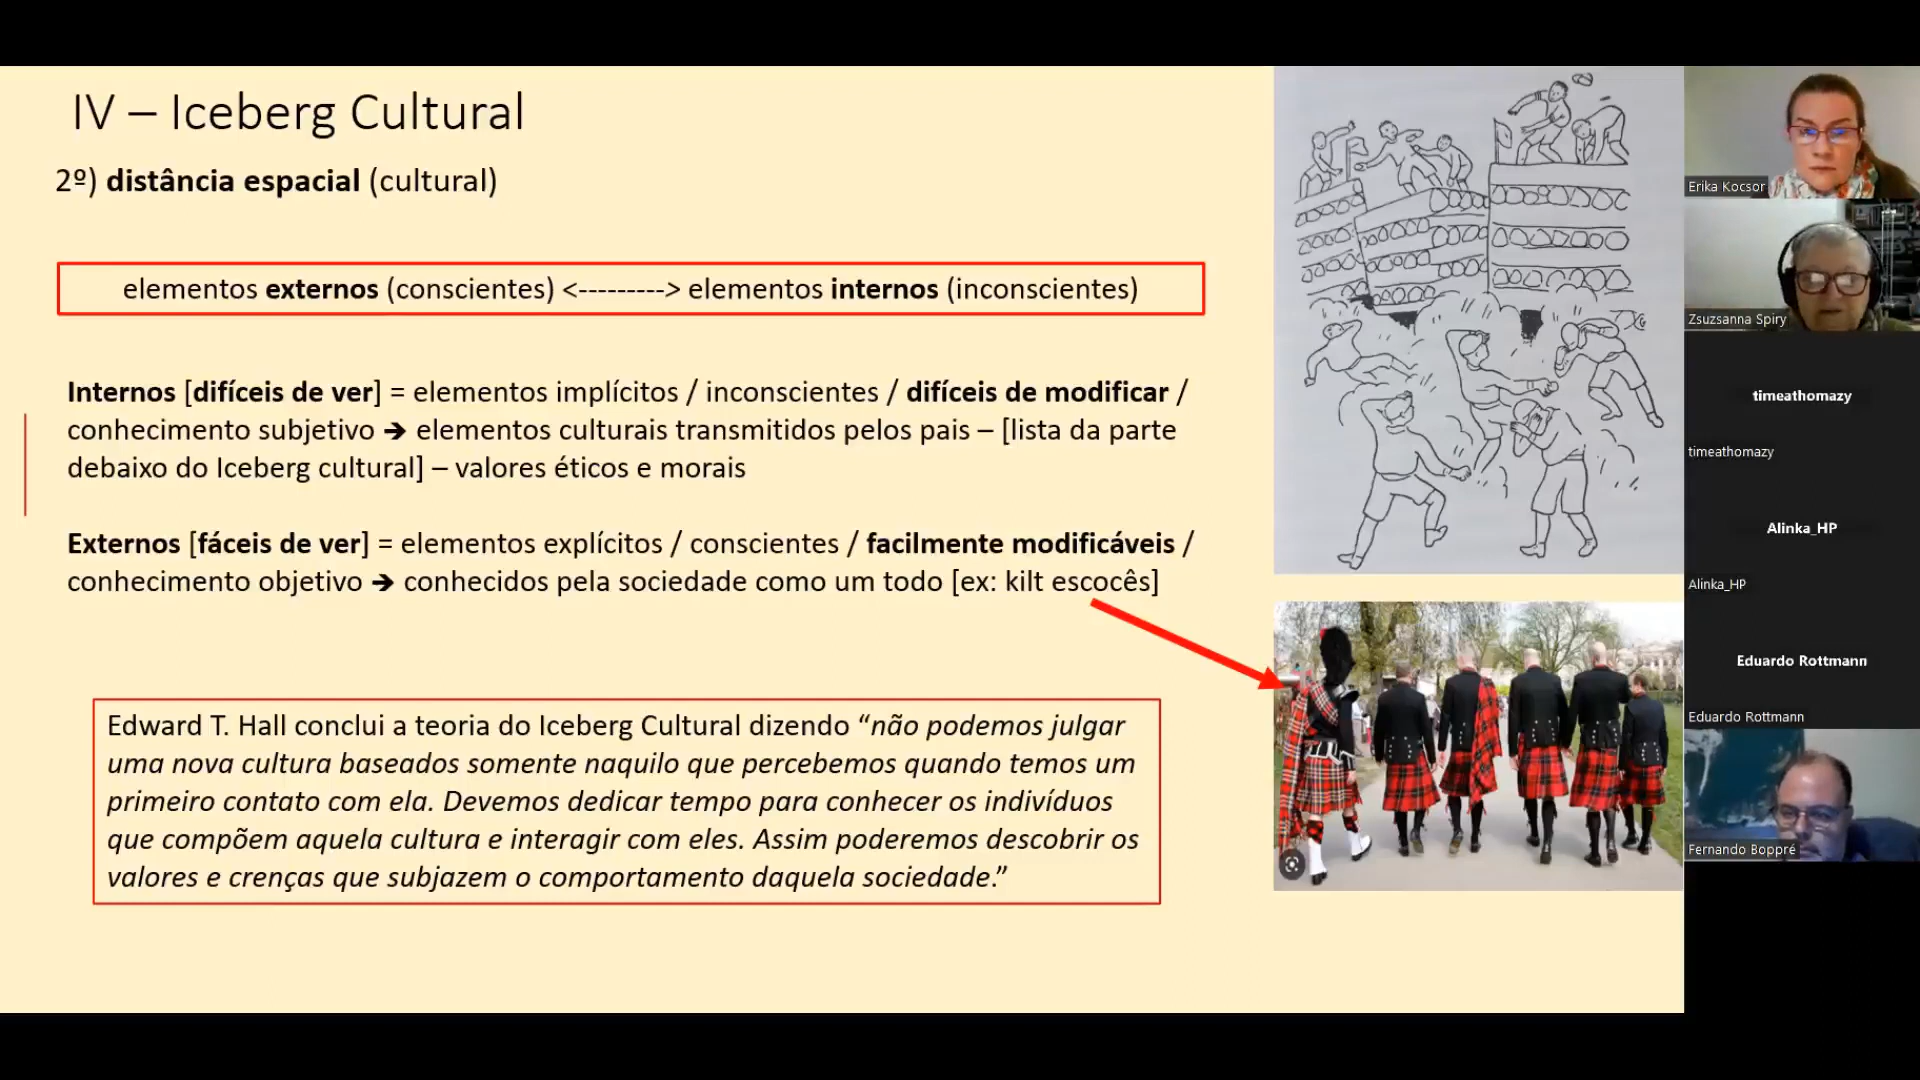 IV – Iceberg Cultural
2º) distância espacial (cultural)
elementos externos (conscientes) <---------> elementos internos (inconscientes)
Internos [difíceis de ver] = elementos implícitos / inconscientes / difíceis de modificar /
conhecimento subjetivo ➔ elementos culturais transmitidos pelos pais – [lista da parte
debaixo do Iceberg cultural] – valores éticos e morais
Externos [fáceis de ver] = elementos explícitos / conscientes / facilmente modificáveis /
conhecimento objetivo ➔ conhecidos pela sociedade como um todo [ex: kilt escocês]
Edward T. Hall conclui a teoria do Iceberg Cultural dizendo “não podemos julgar
uma nova cultura baseados somente naquilo que percebemos quando temos um
primeiro contato com ela. Devemos dedicar tempo para conhecer os indivíduos
que compõem aquela cultura e interagir com eles. Assim poderemos descobrir os
valores e crenças que subjazem o comportamento daquela sociedade.”
Erika Kocsor
Zsuzsanna Spiry
timeathomazy
timeathomazy
Alinka_HP
Alinka_HP
Eduardo Rottmann
Eduardo Rottmann
Fernando Boppré